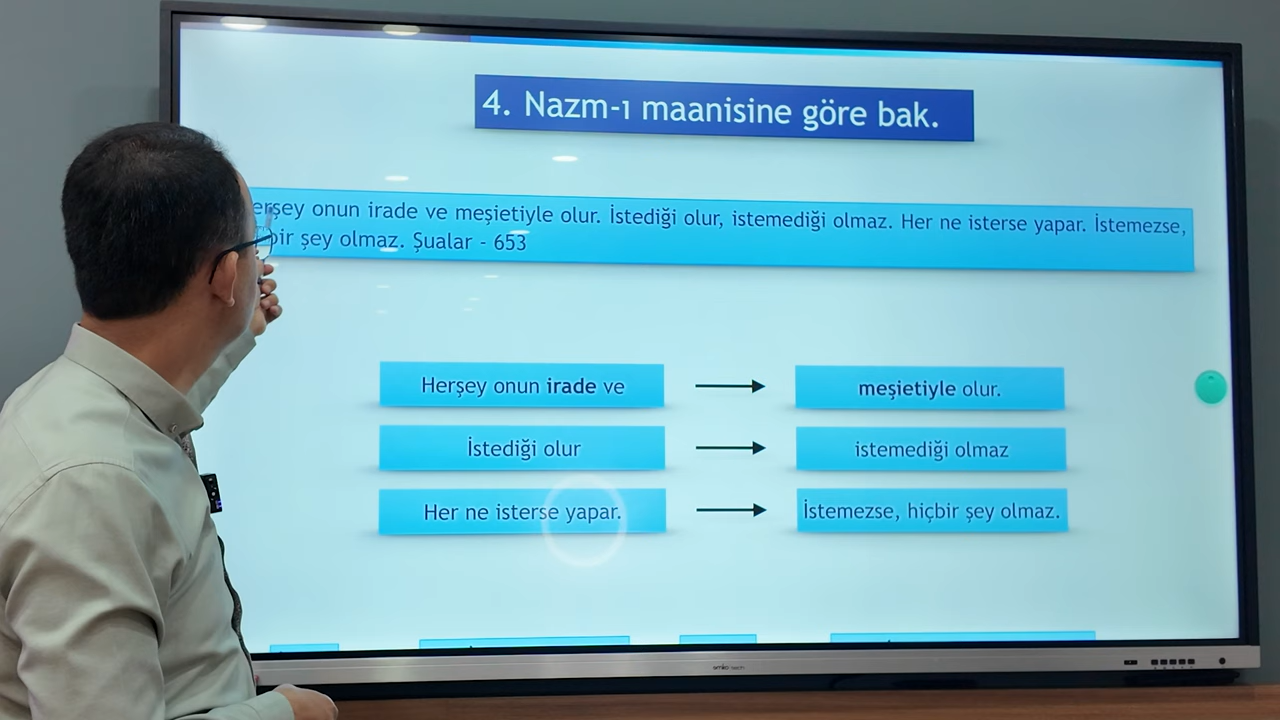 4. Nazm-ı maanisine göre bak.
erşey onun irade ve meşietiyle olur. İstediği olur, istemediği olmaz. Her ne isterse yapar. İstemezse,
bir şey olmaz. Şualar - 653
Herşey onun irade ve
meşietiyle olur.
İstediği olur
istemediği olmaz
Her ne isterse yapar.
İstemezse, hiçbir şey olmaz.